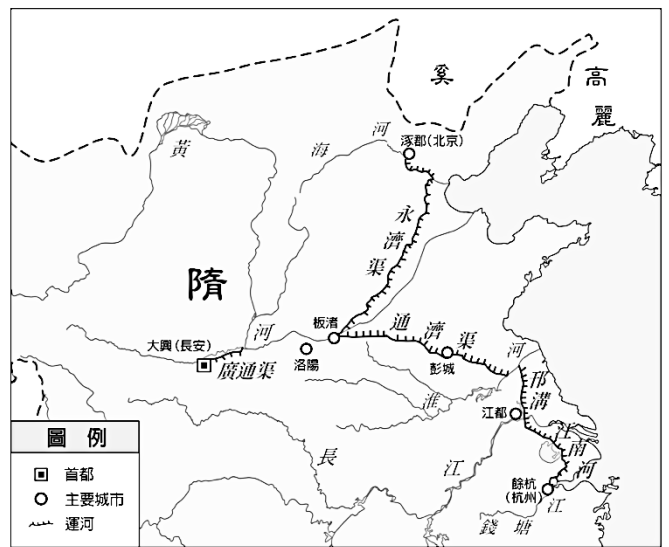 奚
高麗
黃
河
海
河
涿郡(北京)
永濟渠
隋
大興(長安)
廣通渠
洛陽
板渚
通濟渠
彭城
淮
河
邗溝
江都
江南河
長
江
餘杭
(杭州)
錢塘
江
圖例
首都
主要城市
運河